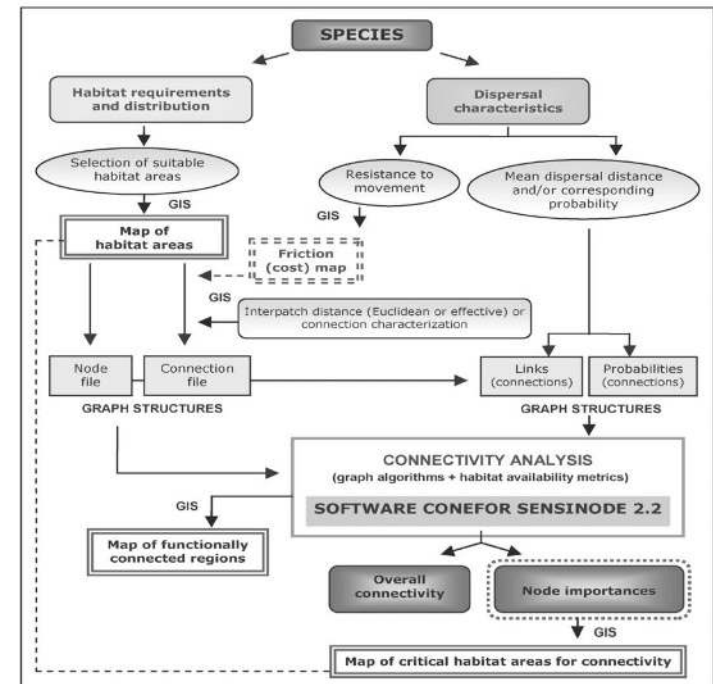 SPECIES
Habitat requirements
and distribution
Dispersal
characteristics
Selection of suitable
habitat areas
Resistance to
movement
Mean dispersal distance
and/or corresponding
probability
GIS
GIS
Map of
habitat areas
Friction
(cost) map
GIS
Interpatch distance (Euclidean or effective) or
connection characterization
Node
file
Connection
file
Links
(connections)
Probabilities
(connections)
GRAPH STRUCTURES
GRAPH STRUCTURES
CONNECTIVITY ANALYSIS
(graph algorithms + habitat availability metrics)
SOFTWARE CONEFOR SENSINODE 2.2
GIS
Map of functionally
connected regions
Overall
connectivity
Node importances
GIS
Map of critical habitat areas for connectivity